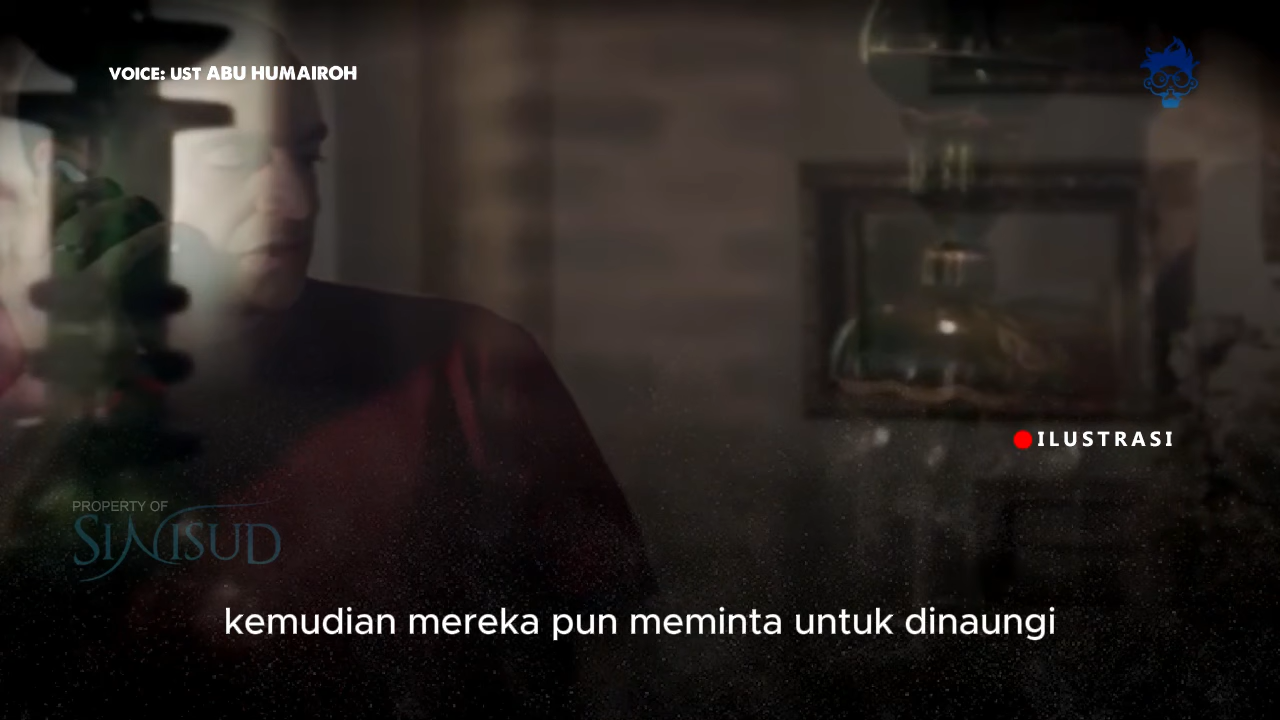 VOICE: UST ABU HUMAIROH
ILUSTRASI
PROPERTY OF
SINISUD
kemudian mereka pun meminta untuk dinaungi